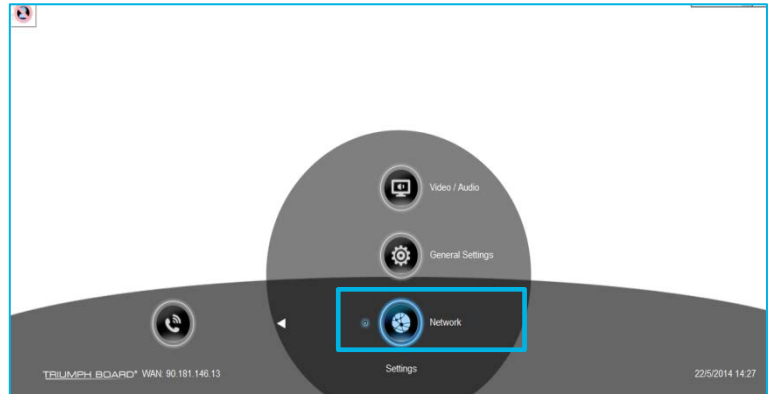 Video / Audio
General Settings
Network
Settings
TRIUMPH BOARD® WAN: 90.181.146.13
22/5/2014 14:27